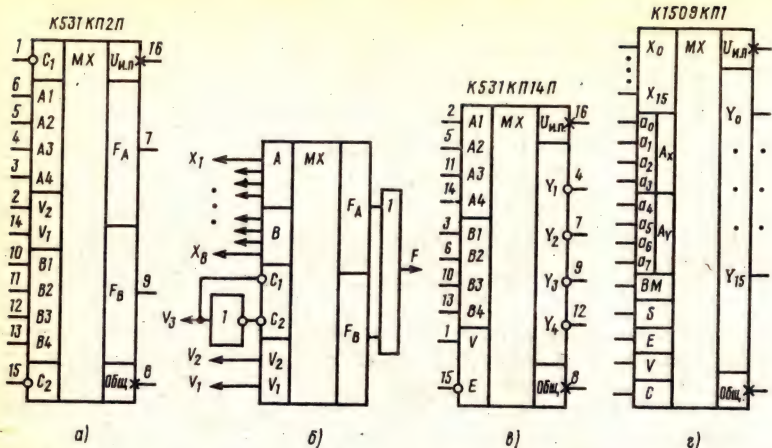 К531КП2П
1 C1 MX Uи.п 16
6 A1
5 A2
4 A3 FA 7
3 A4
2 V2
14 V1
10 B1
11 B2 FB 9
12 B3
13 B4
15 C2 Общ. 8
а)
X1 A MX
FA 1
B
XB F
C1
V3 1 C2 FB
V2 V2
V1 V1
б)
К531КП14П
2 A1 MX Uи.п 16
5 A2
11 A3 Y1 4
14 A4
3 B1 Y2 7
6 B2
10 B3 Y3 9
13 B4
1 V Y4 12
15 E Общ. 8
в)
К1509КП1
X0 MX Uи.п
X15 Y0
a0
a1 AX
a2
a3
a4
a5 AY
a6
a7 Y15
BM
S
E
V Общ.
C
г)